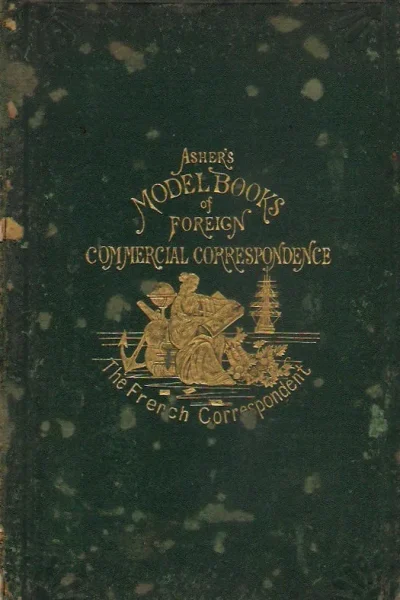 ASHER'S
MODEL BOOKS
of
FOREIGN
COMMERCIAL CORRESPONDENCE
The French Correspondent